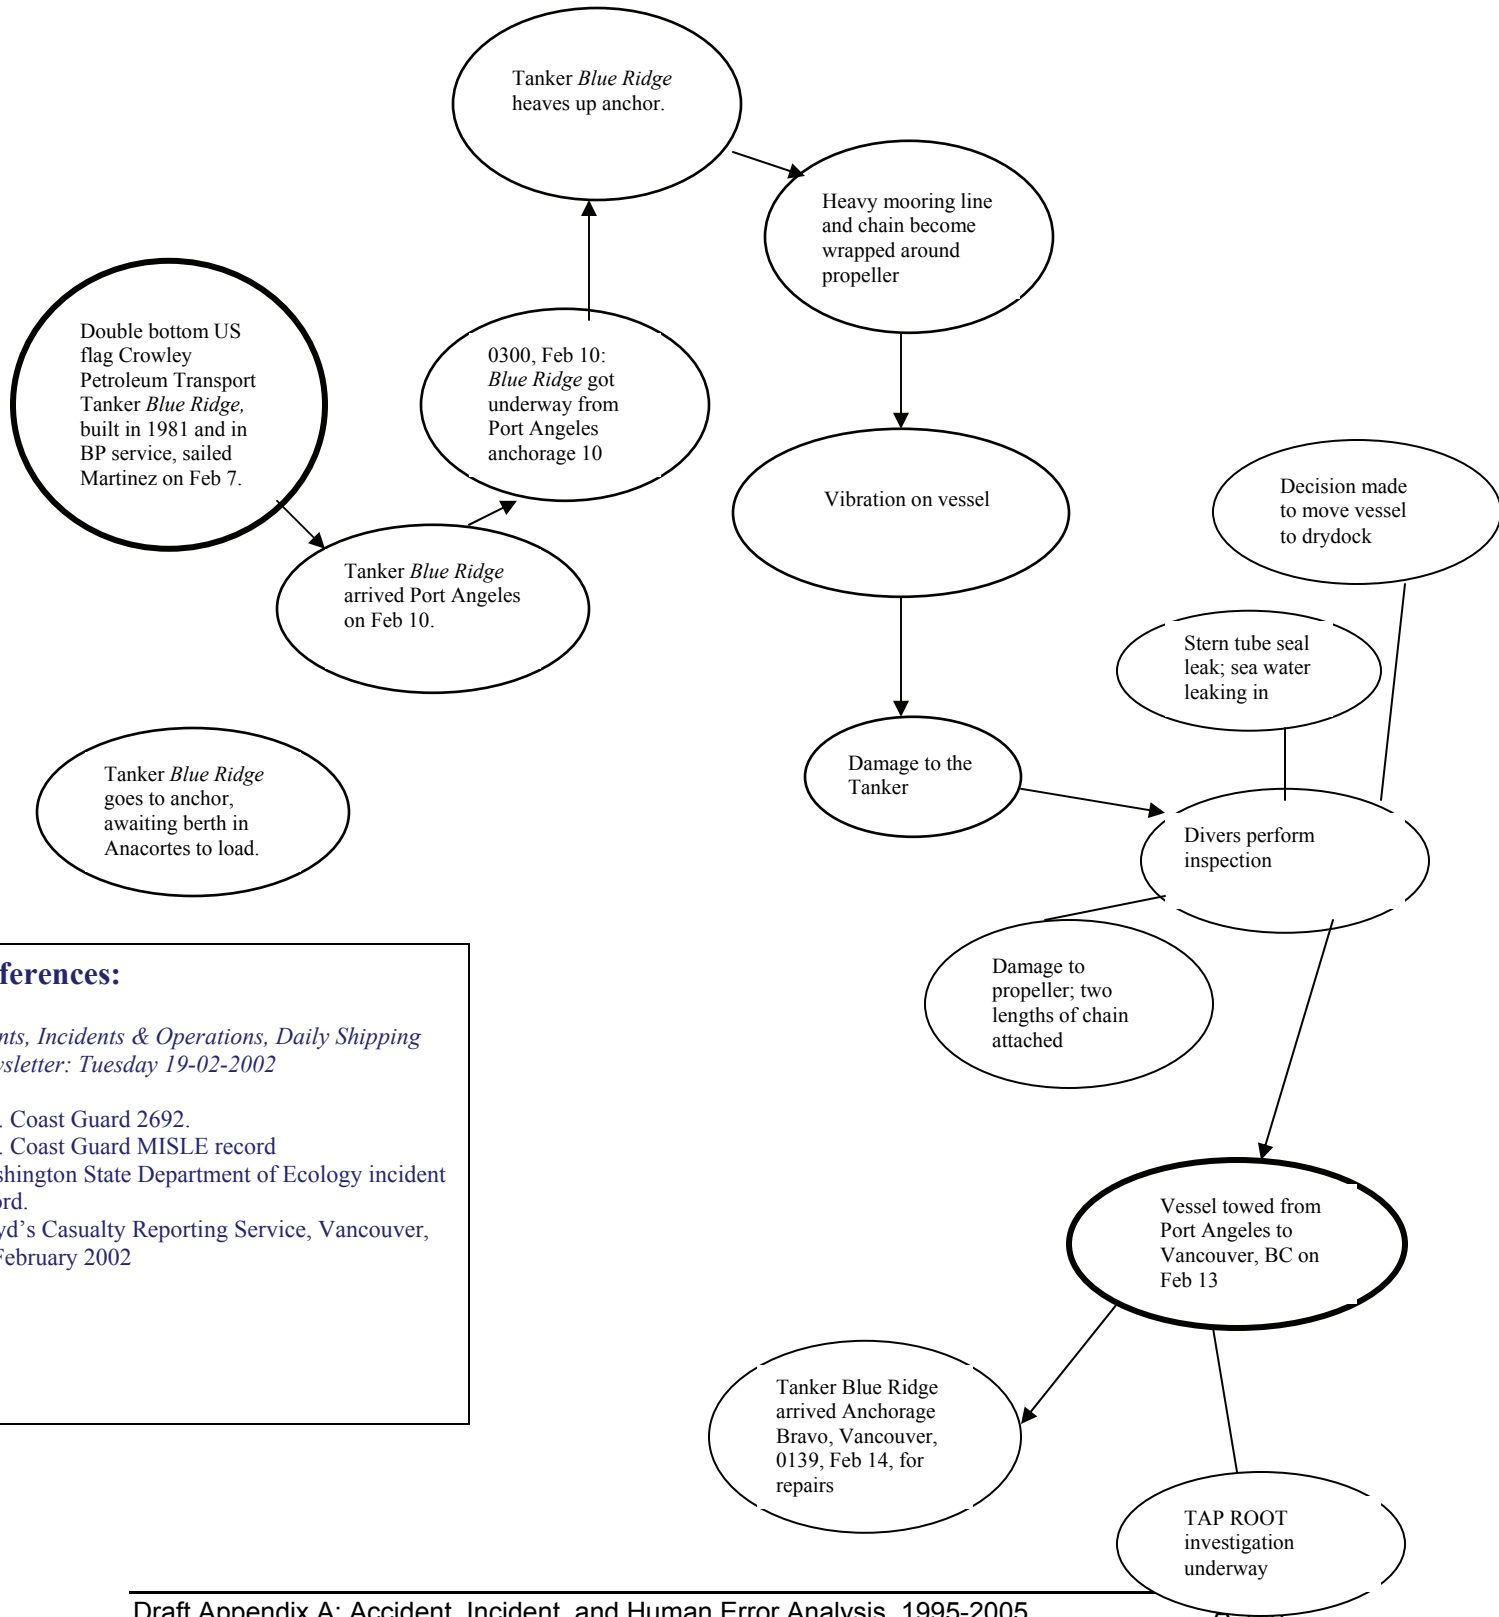 Tanker Blue Ridge
heaves up anchor.
Heavy mooring line
and chain become
wrapped around
propeller
Double bottom US
flag Crowley
Petroleum Transport
Tanker Blue Ridge,
built in 1981 and in
BP service, sailed
Martinez on Feb 7.
0300, Feb 10:
Blue Ridge got
underway from
Port Angeles
anchorage 10
Tanker Blue Ridge
arrived Port Angeles
on Feb 10.
Vibration on vessel
Decision made
to move vessel
to drydock
Stern tube seal
leak; sea water
leaking in
Tanker Blue Ridge
goes to anchor,
awaiting berth in
Anacortes to load.
Damage to the
Tanker
Divers perform
inspection
Damage to
propeller; two
lengths of chain
attached
ferences:
nts, Incidents & Operations, Daily Shipping
sletter: Tuesday 19-02-2002
. Coast Guard 2692.
. Coast Guard MISLE record
shington State Department of Ecology incident
ord.
yd's Casualty Reporting Service, Vancouver,
February 2002
Vessel towed from
Port Angeles to
Vancouver, BC on
Feb 13
Tanker Blue Ridge
arrived Anchorage
Bravo, Vancouver,
0139, Feb 14, for
repairs
TAP ROOT
investigation
underway
Draft Appendix A: Accident, Incident, and Human Error Analysis, 1995-2005